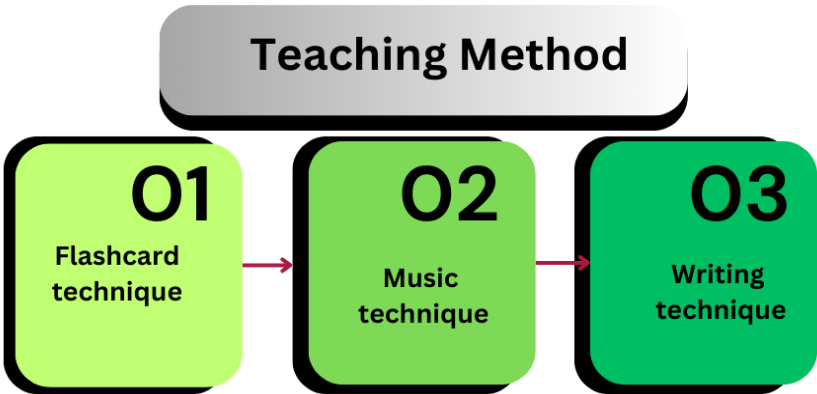 Teaching Method
01
Flashcard
technique
02
Music
technique
03
Writing
technique